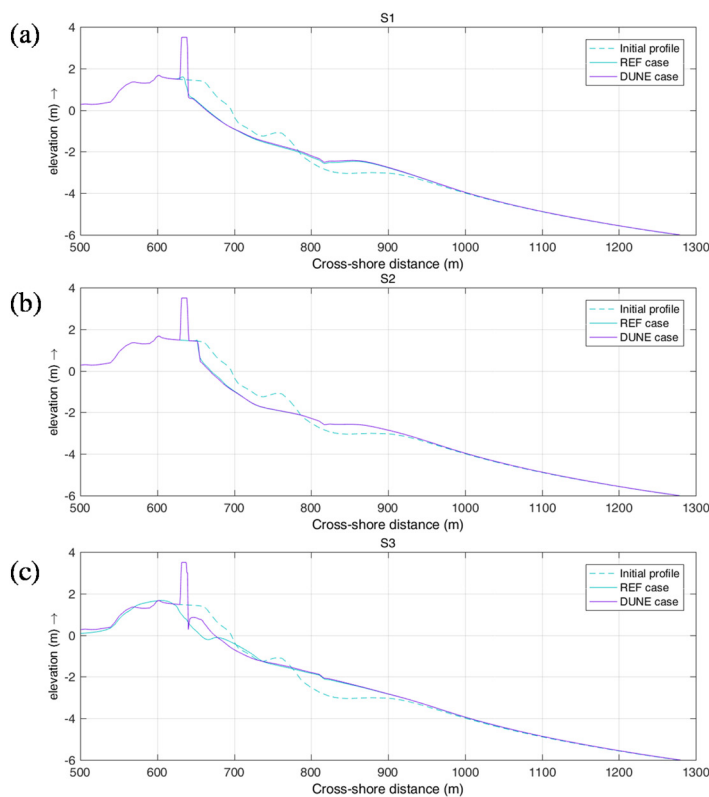 (a)
S1
4
2
0
-2
-4
-6
elevation (m) →
Initial profile
REF case
DUNE case
500 600 700 800 900 1000 1100 1200 1300
Cross-shore distance (m)
(b)
S2
4
2
0
-2
-4
-6
elevation (m) →
Initial profile
REF case
DUNE case
500 600 700 800 900 1000 1100 1200 1300
Cross-shore distance (m)
(c)
S3
4
2
0
-2
-4
-6
elevation (m) →
Initial profile
REF case
DUNE case
500 600 700 800 900 1000 1100 1200 1300
Cross-shore distance (m)